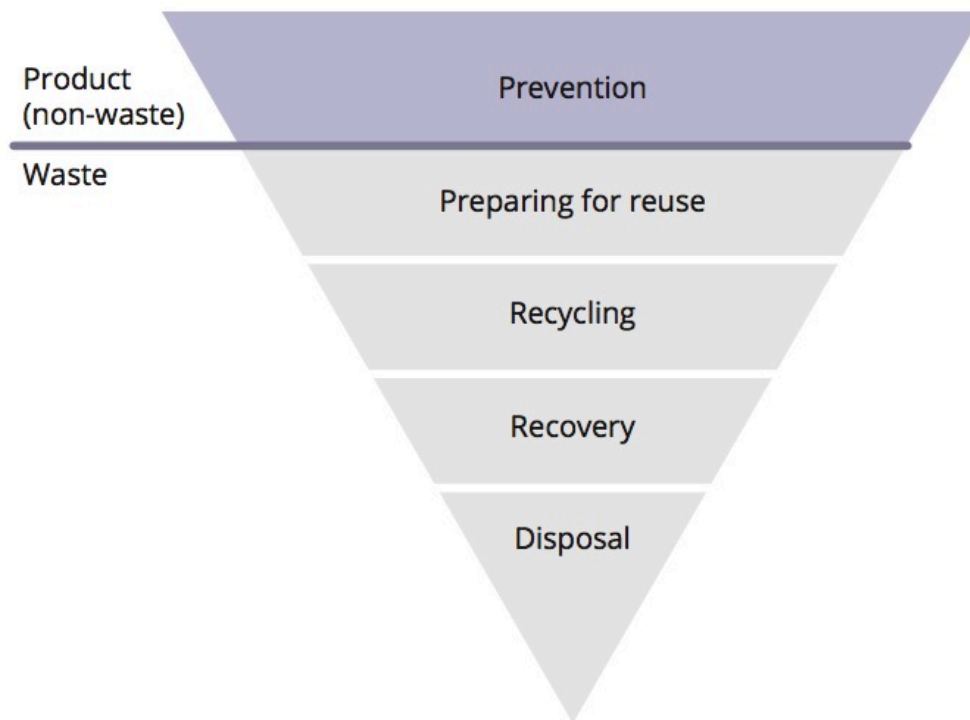 Product
(non-waste)
Prevention
Waste
Preparing for reuse
Recycling
Recovery
Disposal